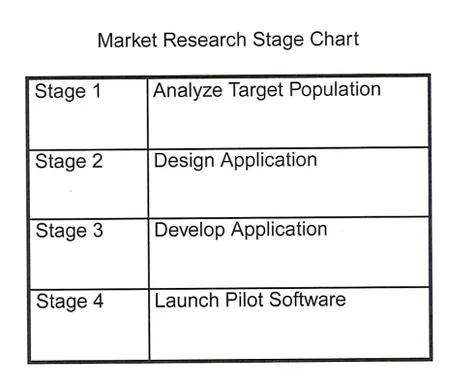 Market Research Stage Chart
Stage 1 Analyze Target Population
Stage 2 Design Application
Stage 3 Develop Application
Stage 4 Launch Pilot Software